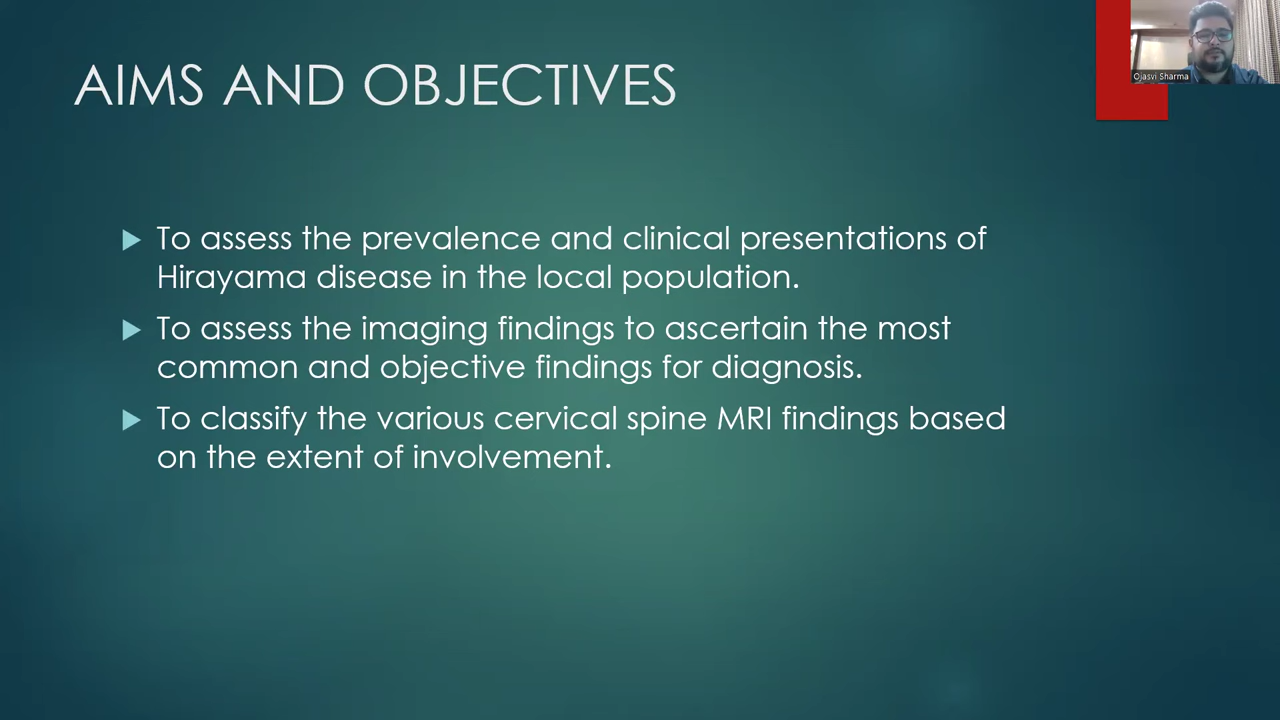 AIMS AND OBJECTIVES
Ojasvi Sharma
To assess the prevalence and clinical presentations of
Hirayama disease in the local population.
To assess the imaging findings to ascertain the most
common and objective findings for diagnosis.
To classify the various cervical spine MRI findings based
on the extent of involvement.